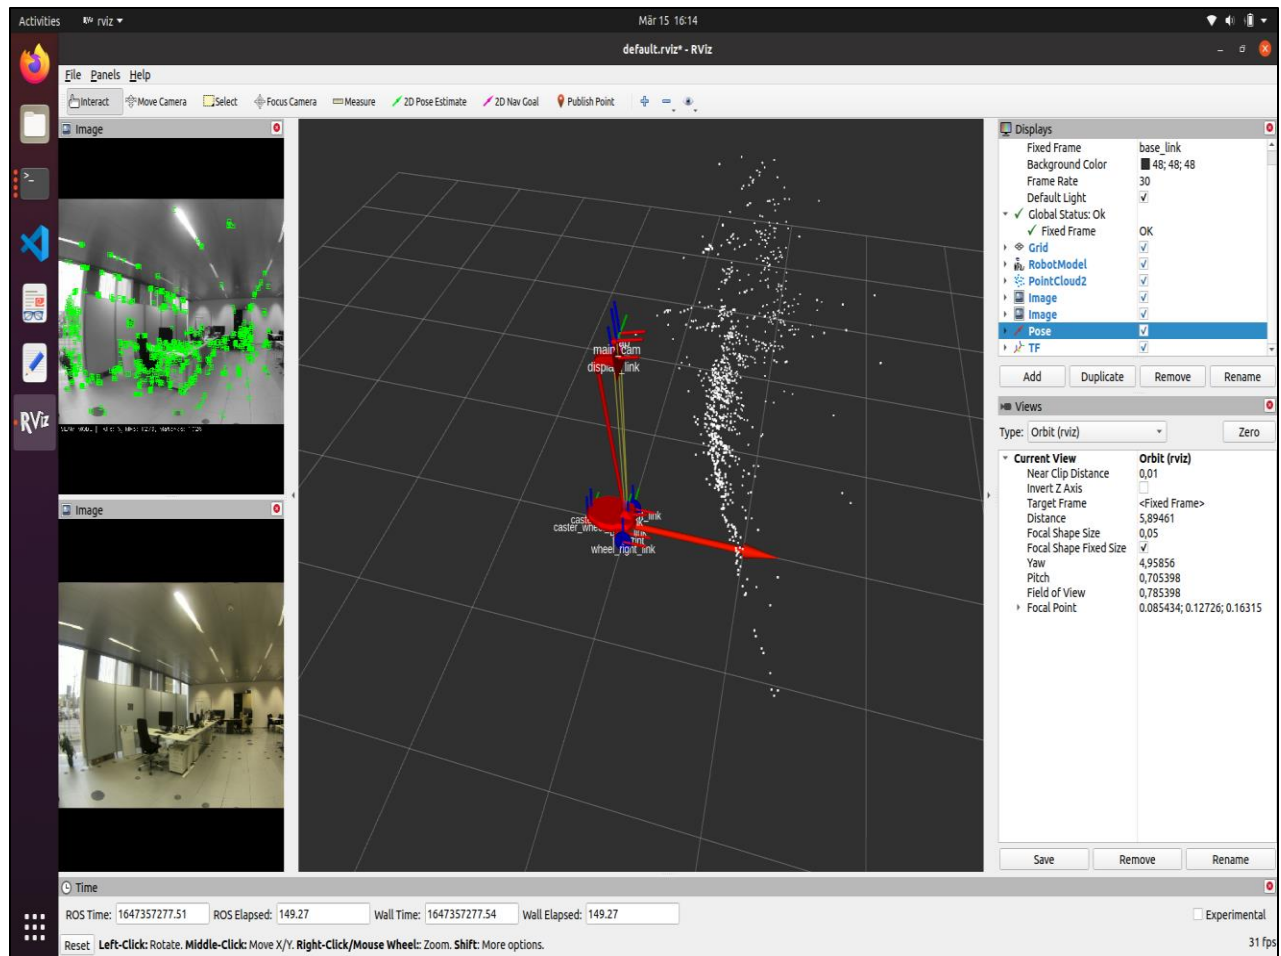 Activities
rviz
Mär 15 16:14
default.rviz* - RViz
File Panels Help
Interact Move Camera Select Focus Camera Measure 2D Pose Estimate 2D Nav Goal Publish Point
Image
Image
main_cam
caster_
wheel_right_link
RViz
Displays
Fixed Frame base_link
Background Color 48; 48; 48
Frame Rate 30
Default Light
Global Status: Ok
Fixed Frame OK
Grid
RobotModel
PointCloud2
Image
Image
Pose
TF
Add Duplicate Remove Rename
Views
Type: Orbit (rviz) Zero
Current View Orbit (rviz)
Near Clip Distance 0,01
Invert Z Axis
Target Frame <Fixed Frame>
Distance 5,89461
Focal Shape Size 0,05
Focal Shape Fixed Size
Yaw 4,95856
Pitch 0,705398
Field of View 0,785398
Focal Point 0.085434; 0.12726; 0.16315
Save Remove Rename
Time
ROS Time: 1647357277.51 ROS Elapsed: 149.27 Wall Time: 1647357277.54 Wall Elapsed: 149.27
Experimental
Reset Left-Click: Rotate. Middle-Click: Move X/Y. Right-Click/Mouse Wheel:: Zoom. Shift: More options.
31 fps